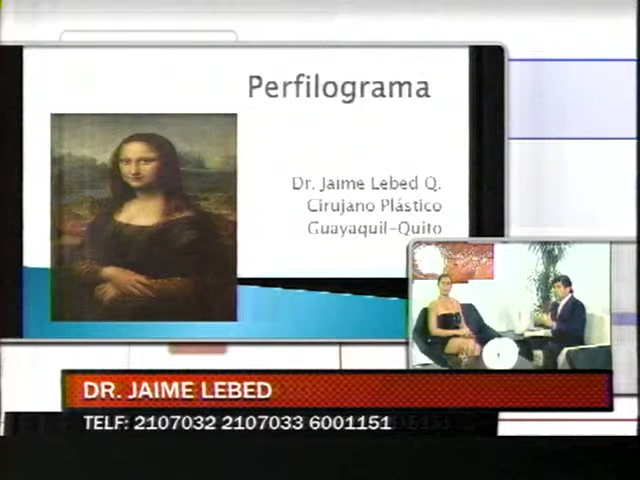 Perfilograma
Dr. Jaime Lebed Q.
Cirujano Plástico
Guayaquil-Quito
DR. JAIME LEBED
TELF: 2107032 2107033 6001151